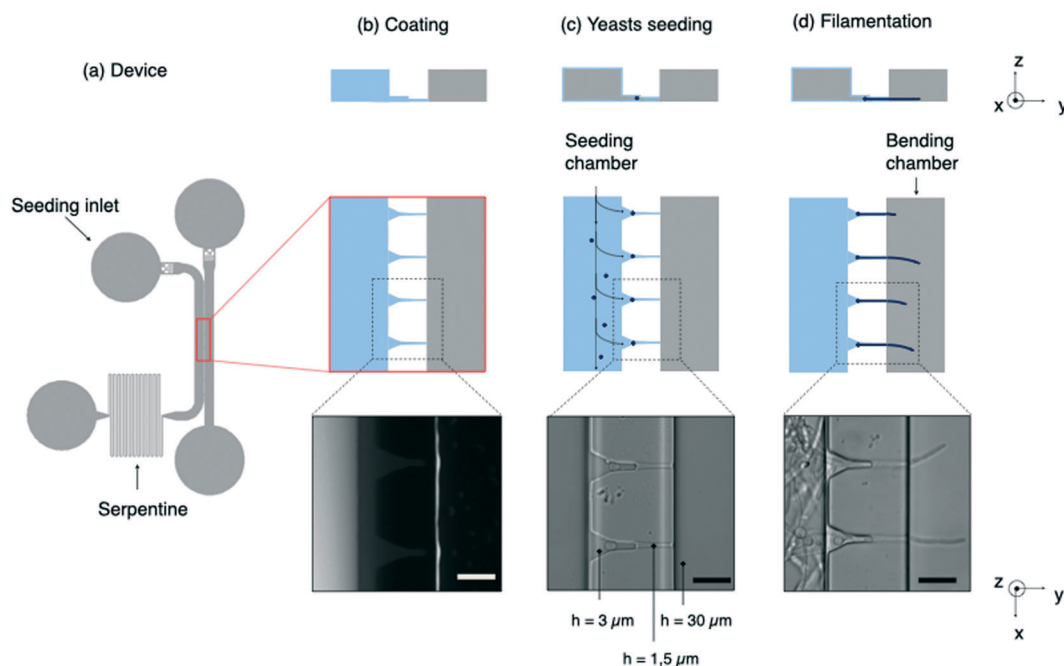 (a) Device
(b) Coating
(c) Yeasts seeding
(d) Filamentation
z
x
y
Seeding
chamber
Bending
chamber
Seeding inlet
Serpentine
h = 3 µm
h = 30 µm
h = 1,5 µm
z
y
x